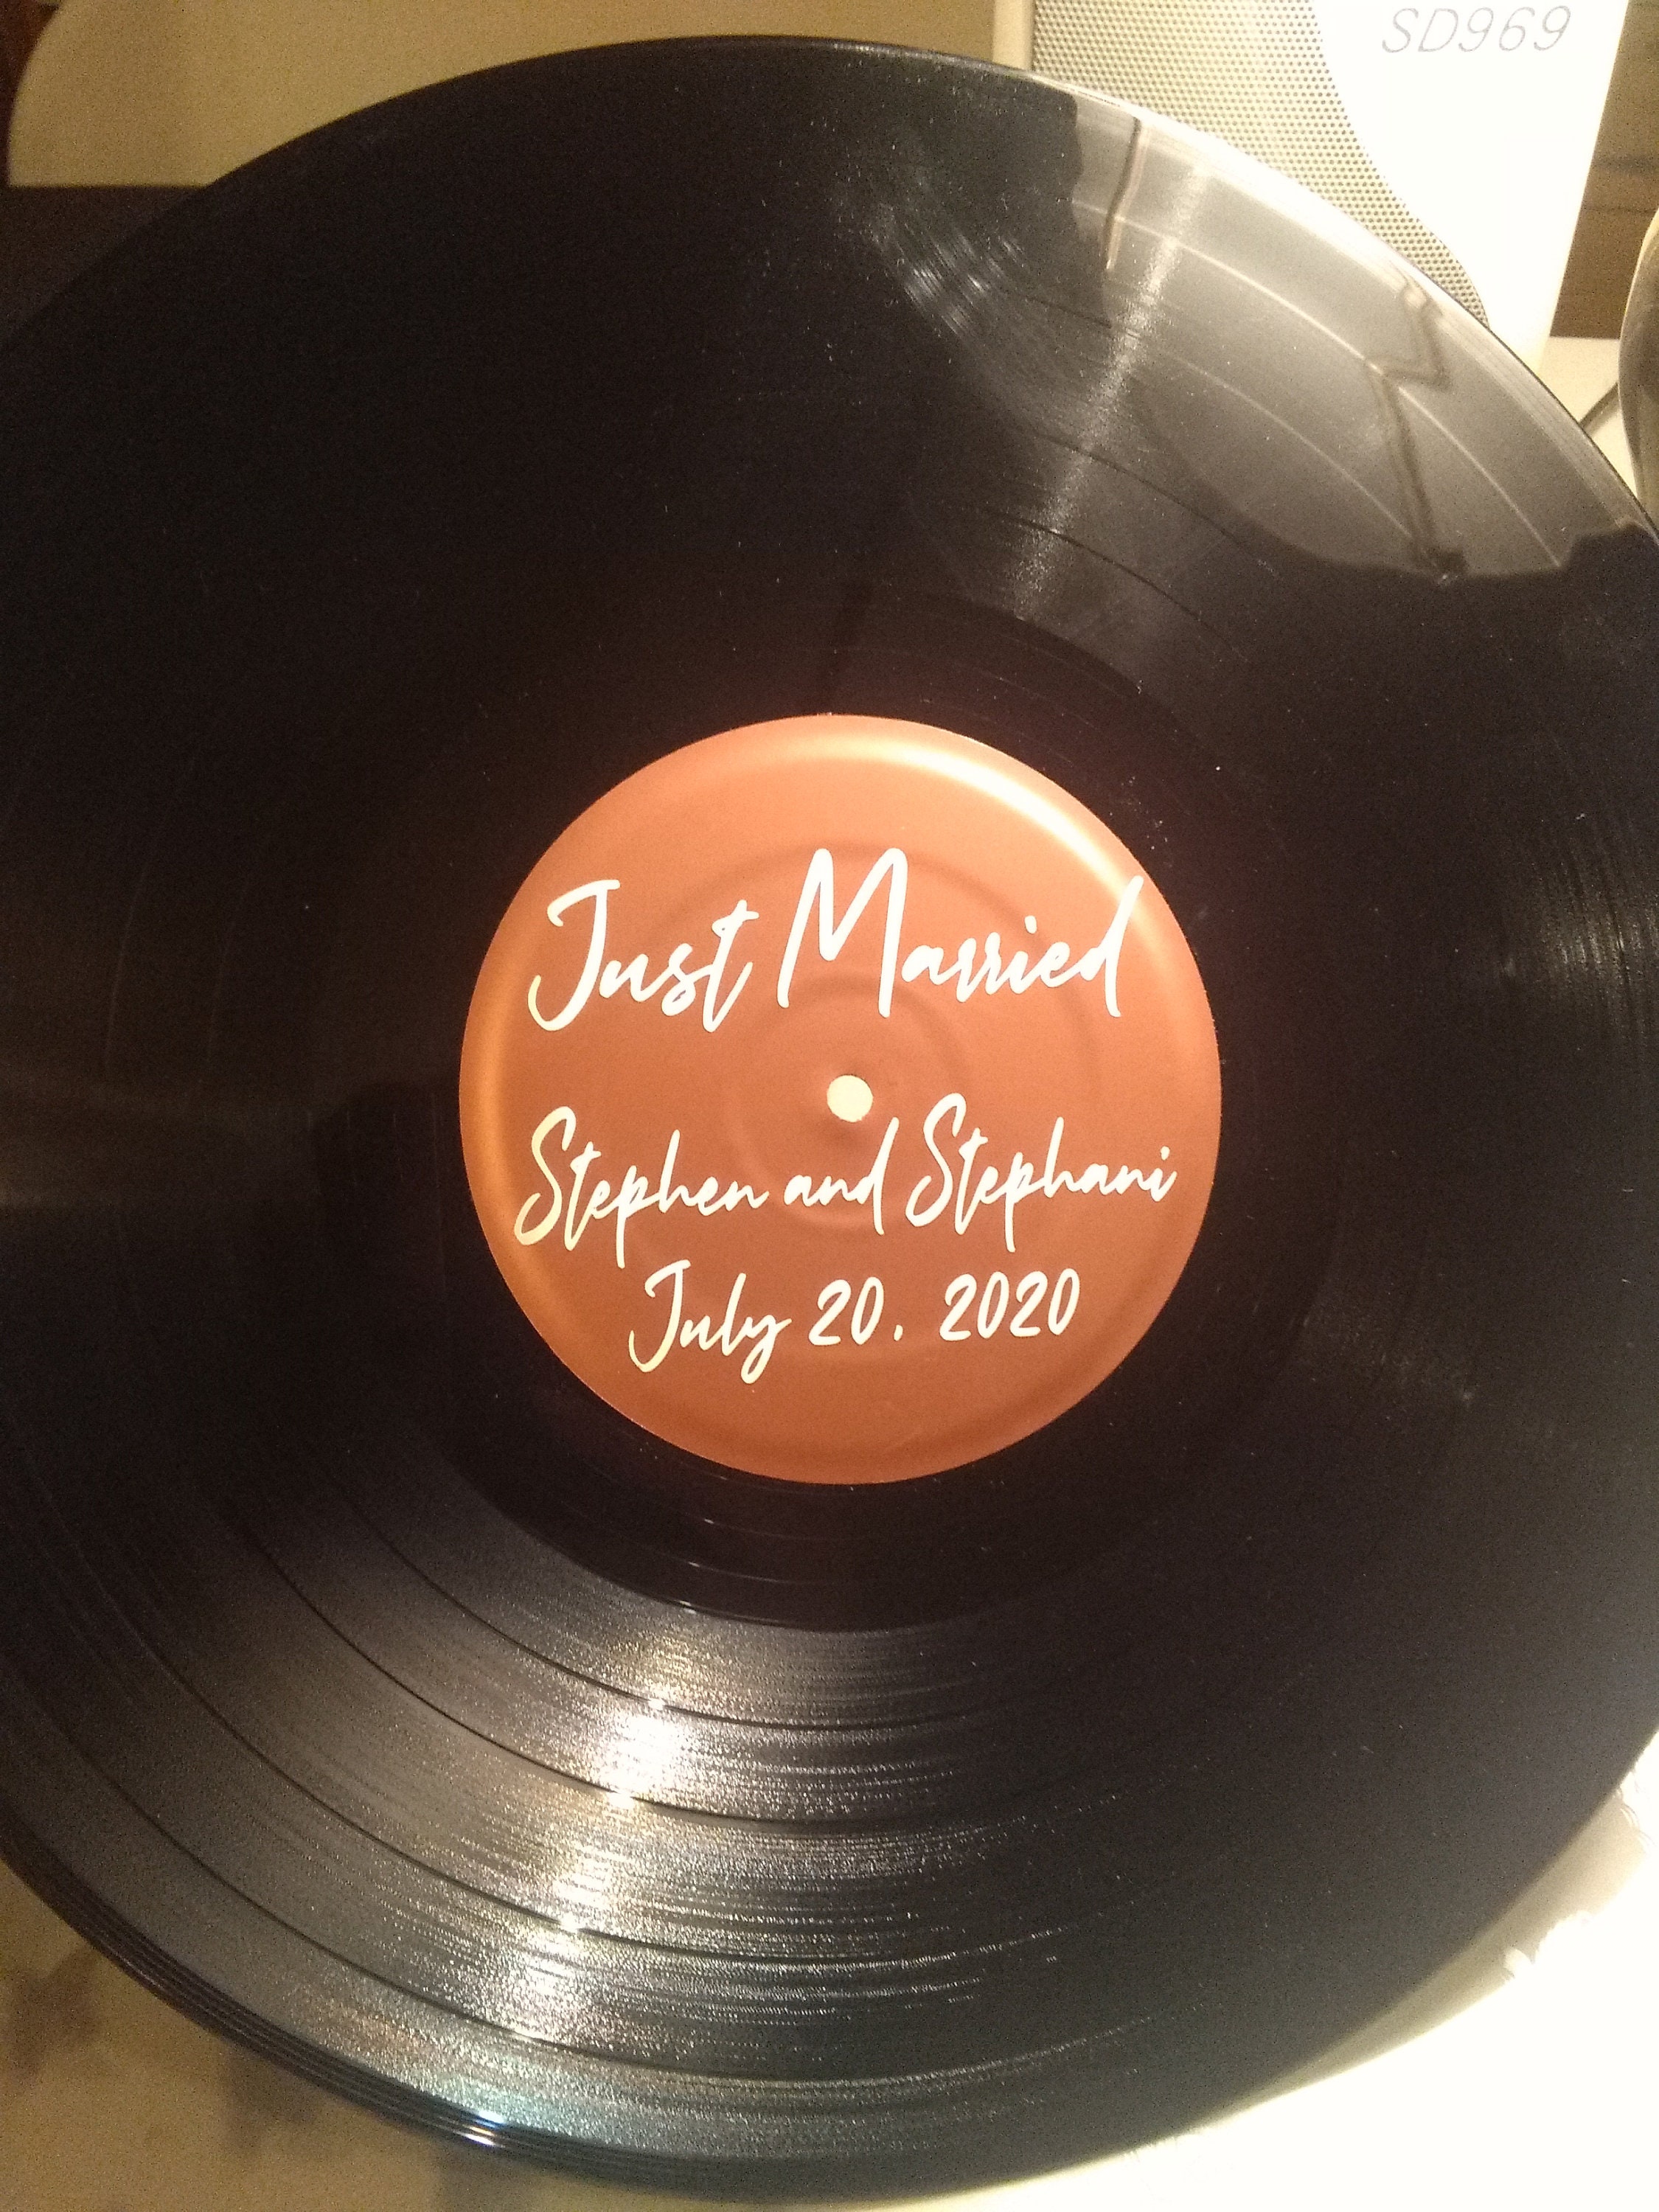 SD969
Just Married
Stephen and Stephani
July 20. 2020